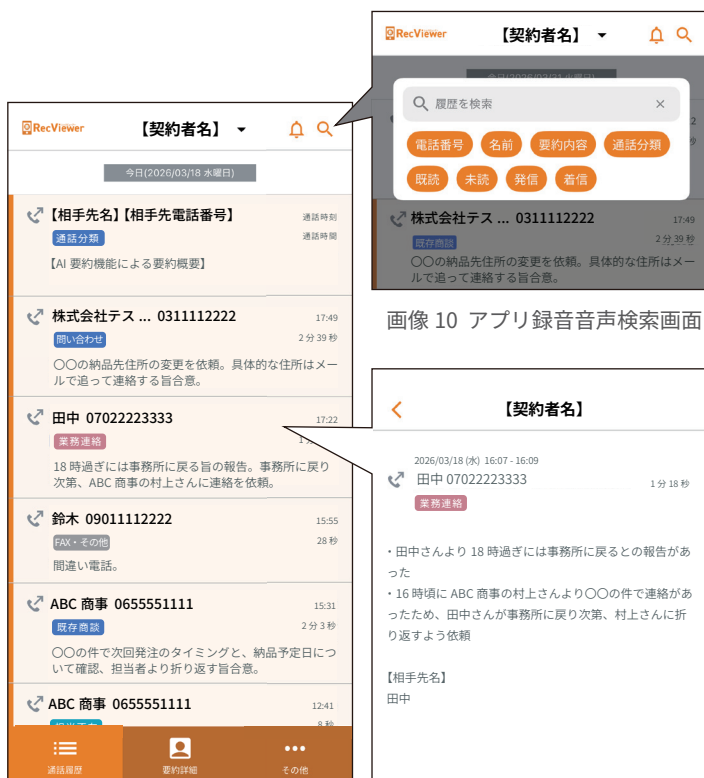 RecViewer
【契約者名】
今日(2026/03/18 水曜日)
【相手先名】【相手先電話番号】
通話時刻
通話分類
通話時間
【AI 要約機能による要約概要】
株式会社テス ... 0311112222
17:49
問い合わせ
2 分 39 秒
〇〇の納品先住所の変更を依頼。具体的な住所はメー
ルで追って連絡する旨合意。
田中 07022223333
17:22
業務連絡
18 時過ぎには事務所に戻る旨の報告。事務所に戻り
次第、ABC 商事の村上さんに連絡を依頼。
鈴木 09011112222
15:55
FAX・その他
28 秒
間違い電話。
ABC 商事 0655551111
15:31
既存商談
2 分 3 秒
〇〇の件で次回発注のタイミングと、納品予定日につ
いて確認、担当者より折り返す旨合意。
ABC 商事 0655551111
12:41
8 秒
通話履歴
要約詳細
その他
RecViewer
【契約者名】
履歴を検索
電話番号
名前
要約内容
通話分類
既読
未読
発信
着信
株式会社テス ... 0311112222
17:49
既存商談
2 分 39 秒
〇〇の納品先住所の変更を依頼。具体的な住所はメー
ルで追って連絡する旨合意。
画像 10 アプリ録音音声検索画面
【契約者名】
2026/03/18 (水) 16:07 - 16:09
田中 07022223333
1 分 18 秒
業務連絡
・田中さんより 18 時過ぎには事務所に戻るとの報告があ
った
・16 時頃に ABC 商事の村上さんより〇〇の件で連絡があ
ったため、田中さんが事務所に戻り次第、村上さんに折
り返すよう依頼
【相手先名】
田中